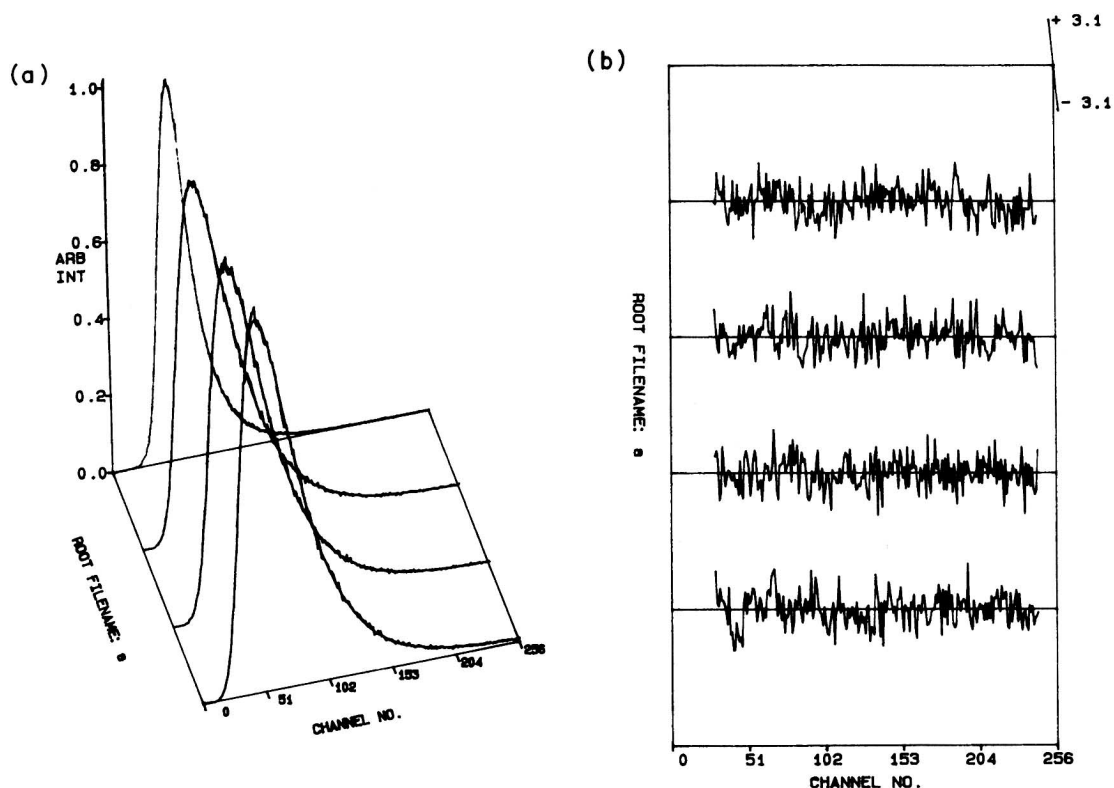 (a)
1.0
0.8
0.6
ARB
INT
0.4
0.2
0.0
ROOT FILENAME: a
0
51
102
153
204
256
CHANNEL NO.
(b)
+ 3.1
- 3.1
ROOT FILENAME: a
0
51
102
153
204
256
CHANNEL NO.